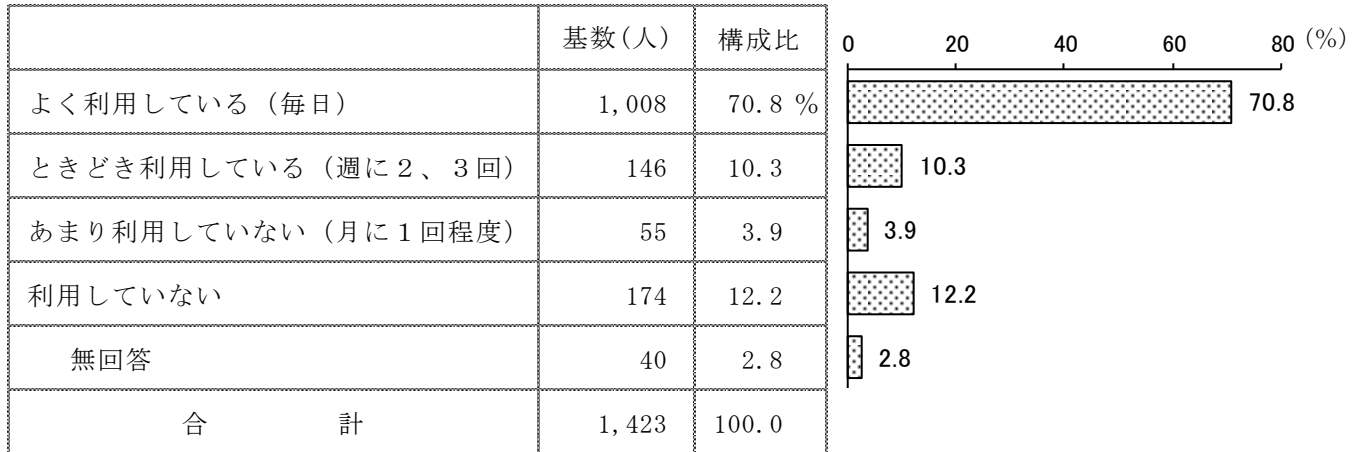 基数(人) 構成比 0 20 40 60 80 (%)
よく利用している（毎日） 1,008 70.8 % 70.8
ときどき利用している（週に２、３回） 146 10.3 10.3
あまり利用していない（月に１回程度） 55 3.9 3.9
利用していない 174 12.2 12.2
無回答 40 2.8 2.8
合 計 1,423 100.0